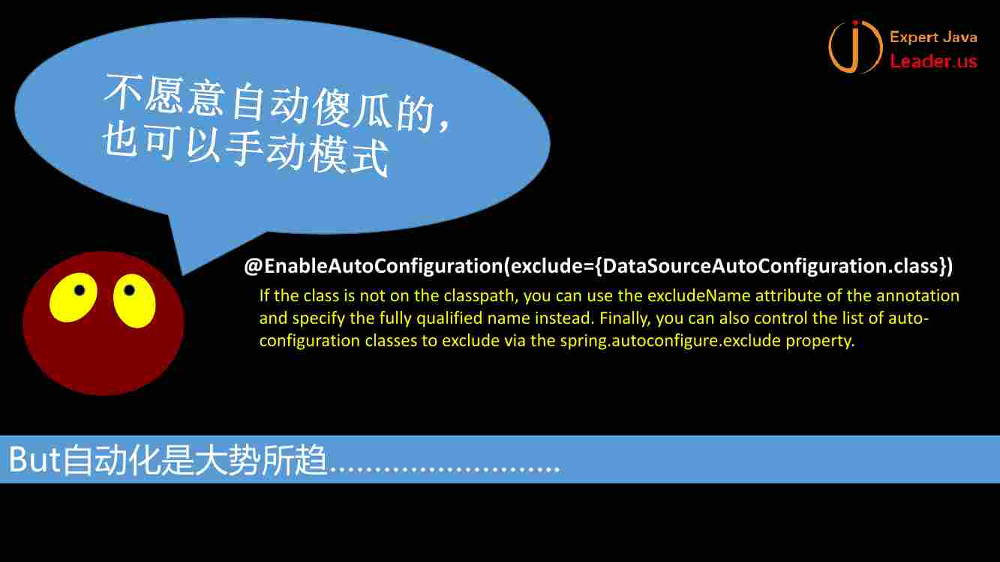 Expert Java
Leader.us
不愿意自动傻瓜的，
也可以手动模式
@EnableAutoConfiguration(exclude={DataSourceAutoConfiguration.class})
If the class is not on the classpath, you can use the excludeName attribute of the annotation
and specify the fully qualified name instead. Finally, you can also control the list of auto-
configuration classes to exclude via the spring.autoconfigure.exclude property.
But自动化是大势所趋..........................